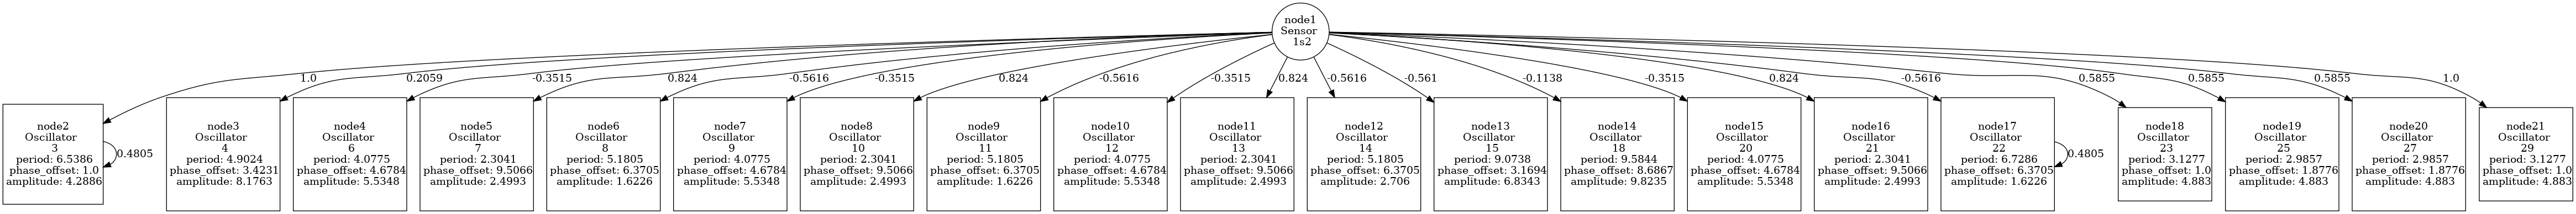 node1
Sensor
1s2
1.0
0.2059
-0.3515
0.824
-0.5616
-0.3515
0.824
-0.5616
-0.3515
0.824
-0.5616
-0.561
-0.1138
-0.3515
0.824
-0.5616
0.5855
0.5855
0.5855
1.0
node2
Oscillator
3
period: 6.5386
phase_offset: 1.0
amplitude: 4.2886
0.4805
node3
Oscillator
4
period: 4.9024
phase_offset: 3.4231
amplitude: 8.1763
node4
Oscillator
6
period: 4.0775
phase_offset: 4.6784
amplitude: 5.5348
node5
Oscillator
7
period: 2.3041
phase_offset: 9.5066
amplitude: 2.4993
node6
Oscillator
8
period: 5.1805
phase_offset: 6.3705
amplitude: 1.6226
node7
Oscillator
9
period: 4.0775
phase_offset: 4.6784
amplitude: 5.5348
node8
Oscillator
10
period: 2.3041
phase_offset: 9.5066
amplitude: 2.4993
node9
Oscillator
11
period: 5.1805
phase_offset: 6.3705
amplitude: 1.6226
node10
Oscillator
12
period: 4.0775
phase_offset: 4.6784
amplitude: 5.5348
node11
Oscillator
13
period: 2.3041
phase_offset: 9.5066
amplitude: 2.4993
node12
Oscillator
14
period: 5.1805
phase_offset: 6.3705
amplitude: 2.706
node13
Oscillator
15
period: 9.0738
phase_offset: 3.1694
amplitude: 6.8343
node14
Oscillator
18
period: 9.5844
phase_offset: 8.6867
amplitude: 9.8235
node15
Oscillator
20
period: 4.0775
phase_offset: 4.6784
amplitude: 5.5348
node16
Oscillator
21
period: 2.3041
phase_offset: 9.5066
amplitude: 2.4993
node17
Oscillator
22
period: 6.7286
phase_offset: 6.3705
amplitude: 1.6226
0.4805
node18
Oscillator
23
period: 3.1277
phase_offset: 1.0
amplitude: 4.883
node19
Oscillator
25
period: 2.9857
phase_offset: 1.8776
amplitude: 4.883
node20
Oscillator
27
period: 2.9857
phase_offset: 1.8776
amplitude: 4.883
node21
Oscillator
29
period: 3.1277
phase_offset: 1.0
amplitude: 4.883